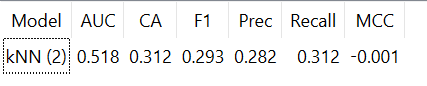 Model AUC CA F1 Prec Recall MCC
kNN (2) 0.518 0.312 0.293 0.282 0.312 -0.001